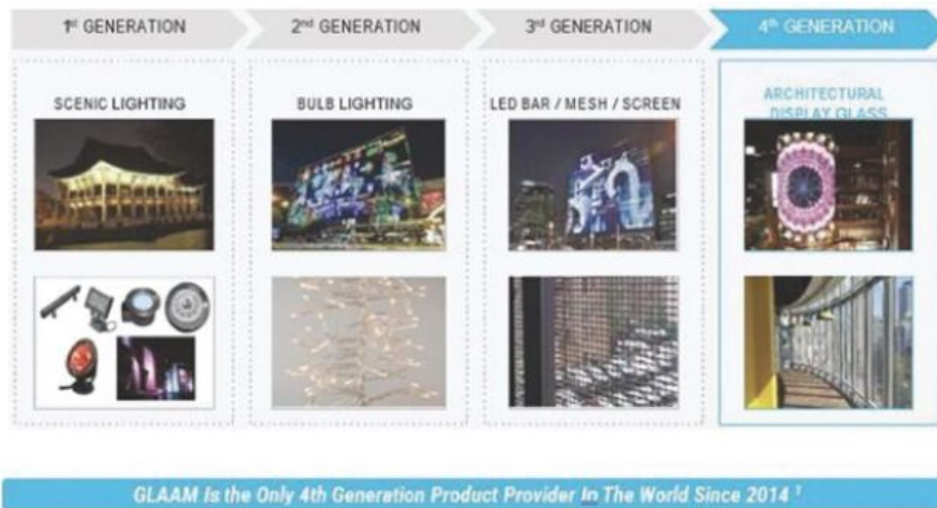 1st GENERATION
2nd GENERATION
3rd GENERATION
4th GENERATION
SCENIC LIGHTING
BULB LIGHTING
LED BAR / MESH / SCREEN
ARCHITECTURAL
DISPLAY GLASS
GLAAM Is the Only 4th Generation Product Provider In The World Since 2014 1